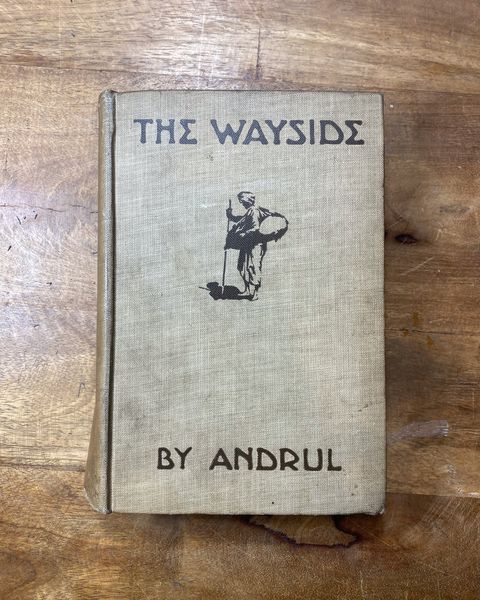 THE WAYSIDE
BY ANDRUL